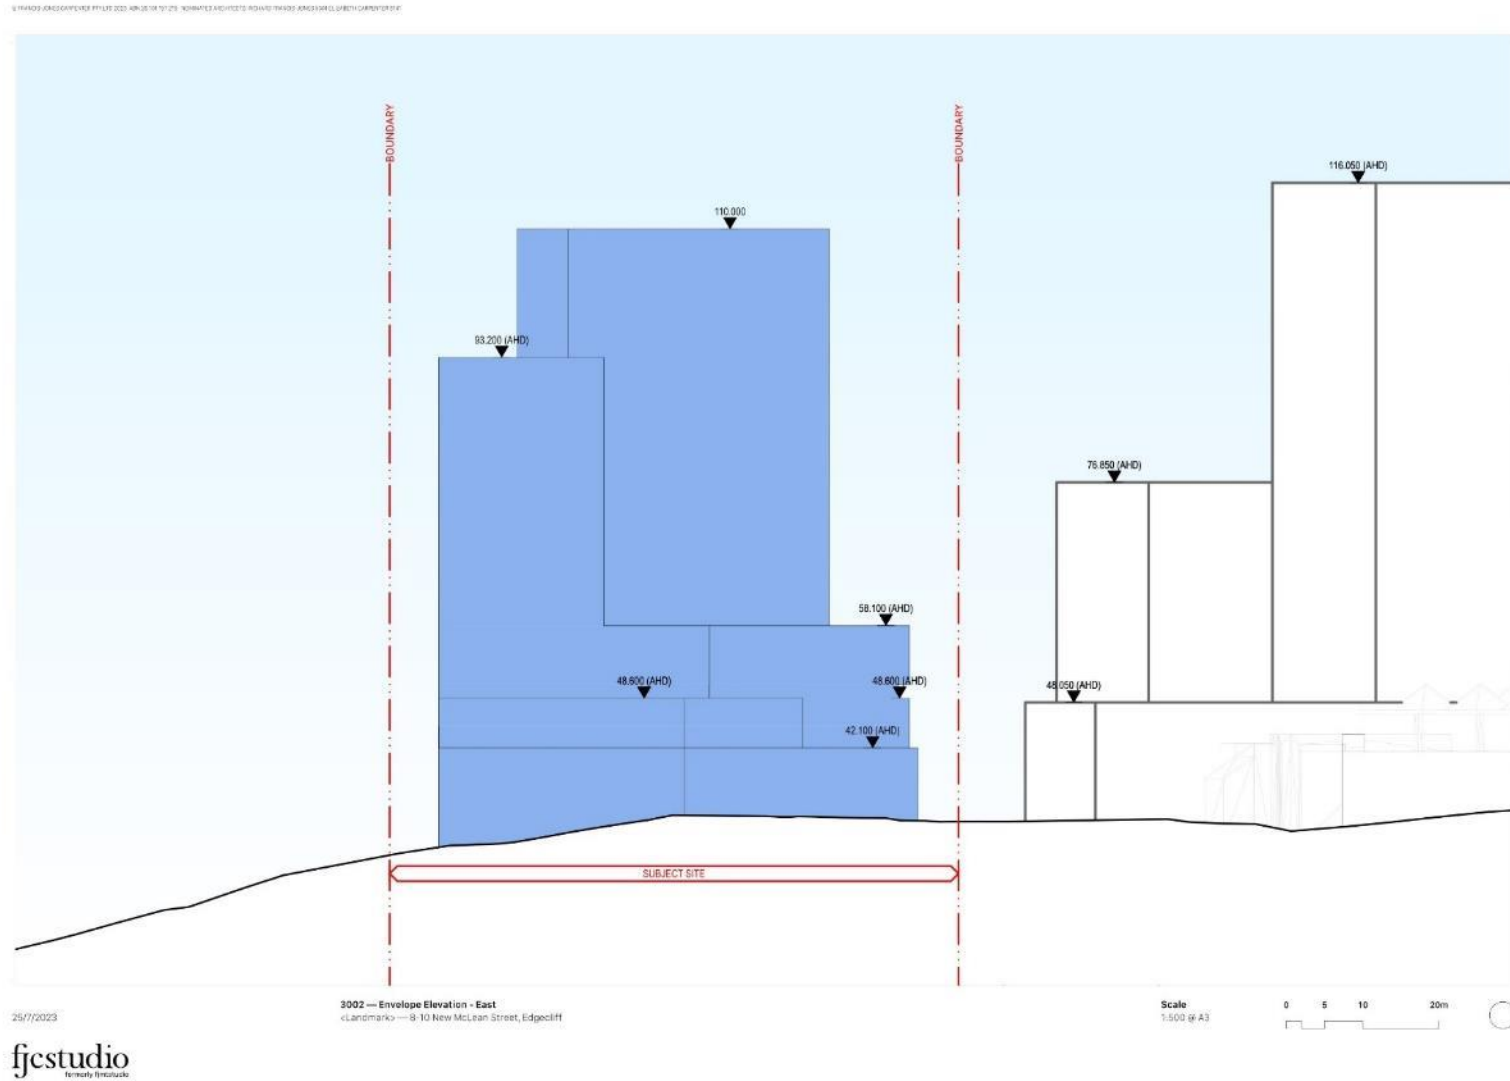 BOUNDARY
BOUNDARY
116.050 (AHD)
110.000
93.200 (AHD)
76.850 (AHD)
58.100 (AHD)
48.600 (AHD)
48.600 (AHD)
48.050 (AHD)
42.100 (AHD)
SUBJECT SITE
3002 — Envelope Elevation - East
<Landmark> — 8-10 New McLean Street, Edgecliff
25/7/2023
Scale
1:500 @ A3
0 5 10 20m
fjcstudio
formerly fjmtstudio